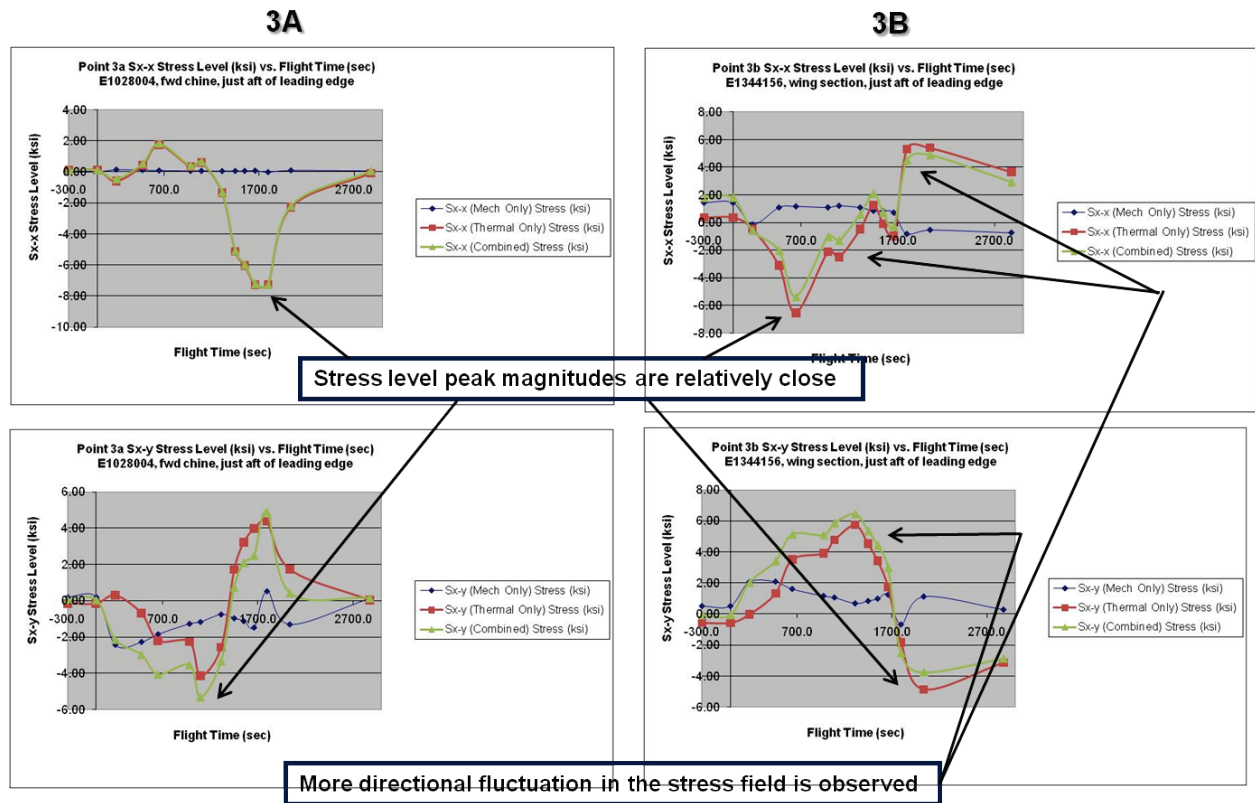 3A
3B
Point 3a Sx-x Stress Level (ksi) vs. Flight Time (sec)
E1028004, fwd chine, just aft of leading edge
4.00
2.00
0.00
-2.00
-4.00
-6.00
-8.00
-10.00
-300.0
700.0
1700.0
2700.0
Sx-x Stress Level (ksi)
Flight Time (sec)
Sx-x (Mech Only) Stress (ksi)
Sx-x (Thermal Only) Stress (ksi)
Sx-x (Combined) Stress (ksi)
Point 3b Sx-x Stress Level (ksi) vs. Flight Time (sec)
E1344156, wing section, just aft of leading edge
8.00
6.00
4.00
2.00
0.00
-2.00
-4.00
-6.00
-8.00
-300.0
700.0
1700.0
2700.0
Sx-x Stress Level (ksi)
Flight Time (sec)
Sx-x (Mech Only) Stress (ksi)
Sx-x (Thermal Only) Stress (ksi)
Sx-x (Combined) Stress (ksi)
Stress level peak magnitudes are relatively close
Point 3a Sx-y Stress Level (ksi) vs. Flight Time (sec)
E1028004, fwd chine, just aft of leading edge
6.00
4.00
2.00
0.00
-2.00
-4.00
-6.00
-300.0
700.0
1700.0
2700.0
Sx-y Stress Level (ksi)
Flight Time (sec)
Sx-y (Mech Only) Stress (ksi)
Sx-y (Thermal Only) Stress (ksi)
Sx-y (Combined) Stress (ksi)
Point 3b Sx-y Stress Level (ksi) vs. Flight Time (sec)
E1344156, wing section, just aft of leading edge
8.00
6.00
4.00
2.00
0.00
-2.00
-4.00
-6.00
-300.0
700.0
1700.0
2700.0
Sx-y Stress Level (ksi)
Flight Time (sec)
Sx-y (Mech Only) Stress (ksi)
Sx-y (Thermal Only) Stress (ksi)
Sx-y (Combined) Stress (ksi)
More directional fluctuation in the stress field is observed